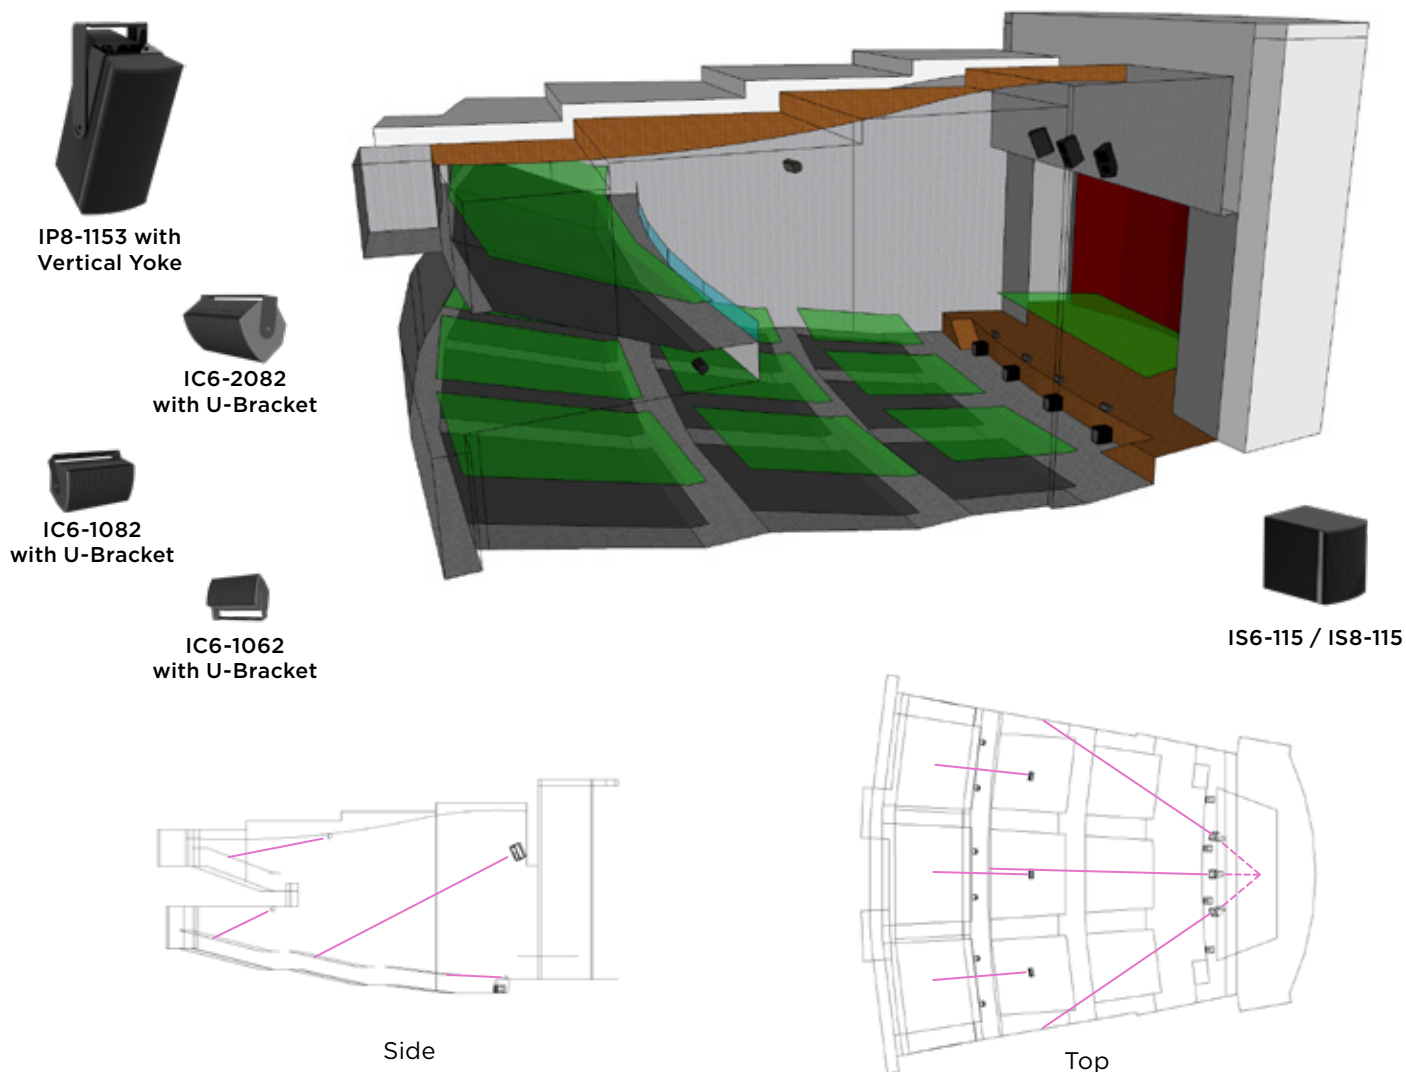 IP8-1153 with
Vertical Yoke
IC6-2082
with U-Bracket
IC6-1082
with U-Bracket
IC6-1062
with U-Bracket
IS6-115 / IS8-115
Side
Top